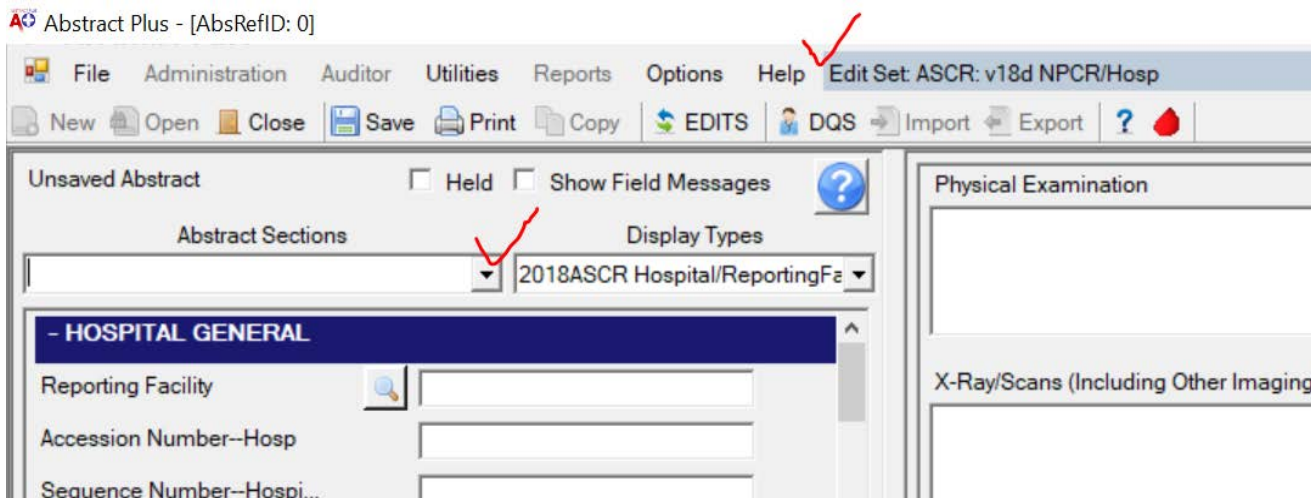 Abstract Plus - [AbsRefID: 0]
File Administration Auditor Utilities Reports Options Help Edit Set: ASCR: v18d NPCR/Hosp
New Open Close Save Print Copy EDITS DQS Import Export ?
Unsaved Abstract Held Show Field Messages ?
Abstract Sections Display Types
2018ASCR Hospital/ReportingFa
- HOSPITAL GENERAL
Reporting Facility
Accession Number--Hosp
Sequence Number--Hospi...
Physical Examination
X-Ray/Scans (Including Other Imaging